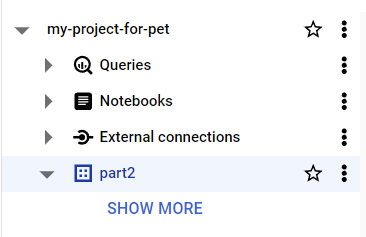 my-project-for-pet
Queries
Notebooks
External connections
part2
SHOW MORE